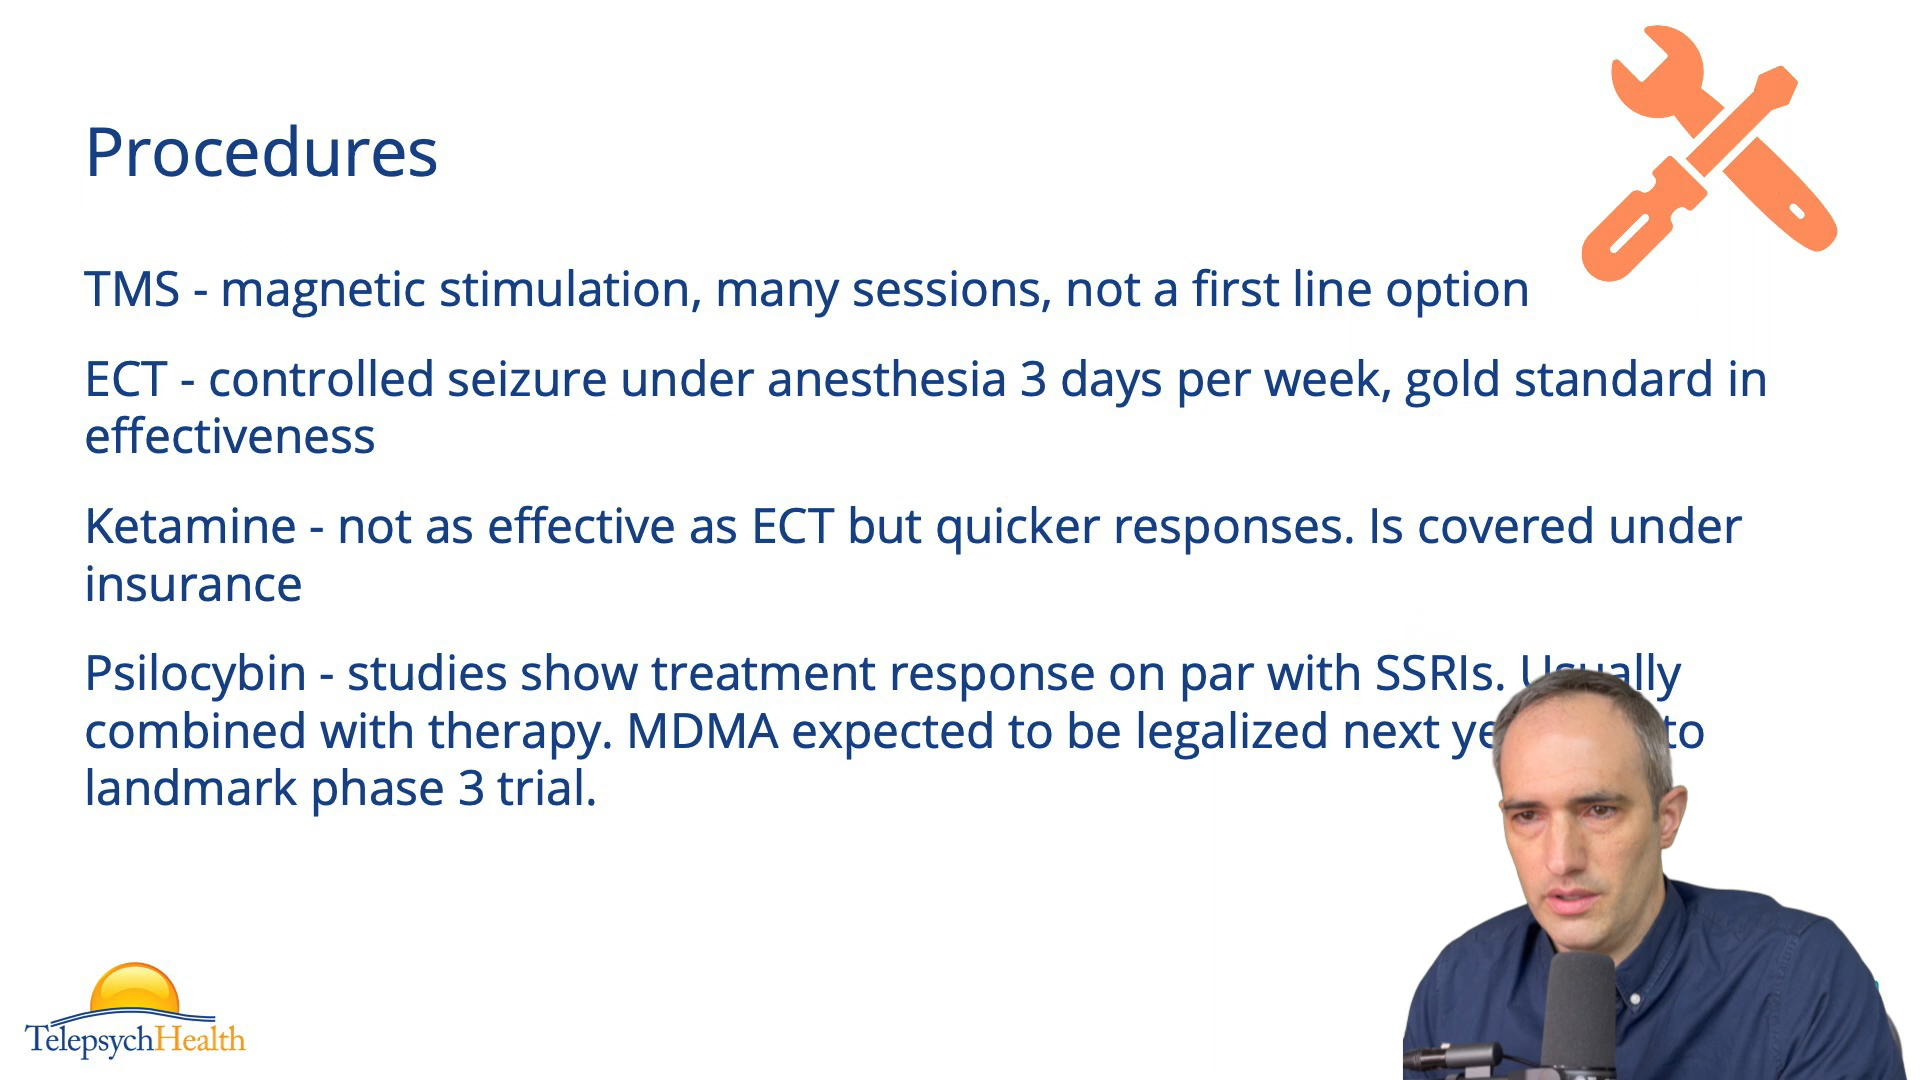 Procedures
TMS - magnetic stimulation, many sessions, not a first line option
ECT - controlled seizure under anesthesia 3 days per week, gold standard in
effectiveness
Ketamine - not as effective as ECT but quicker responses. Is covered under
insurance
Psilocybin - studies show treatment response on par with SSRIs. Usually
combined with therapy. MDMA expected to be legalized next to
landmark phase 3 trial.
TelepsychHealth